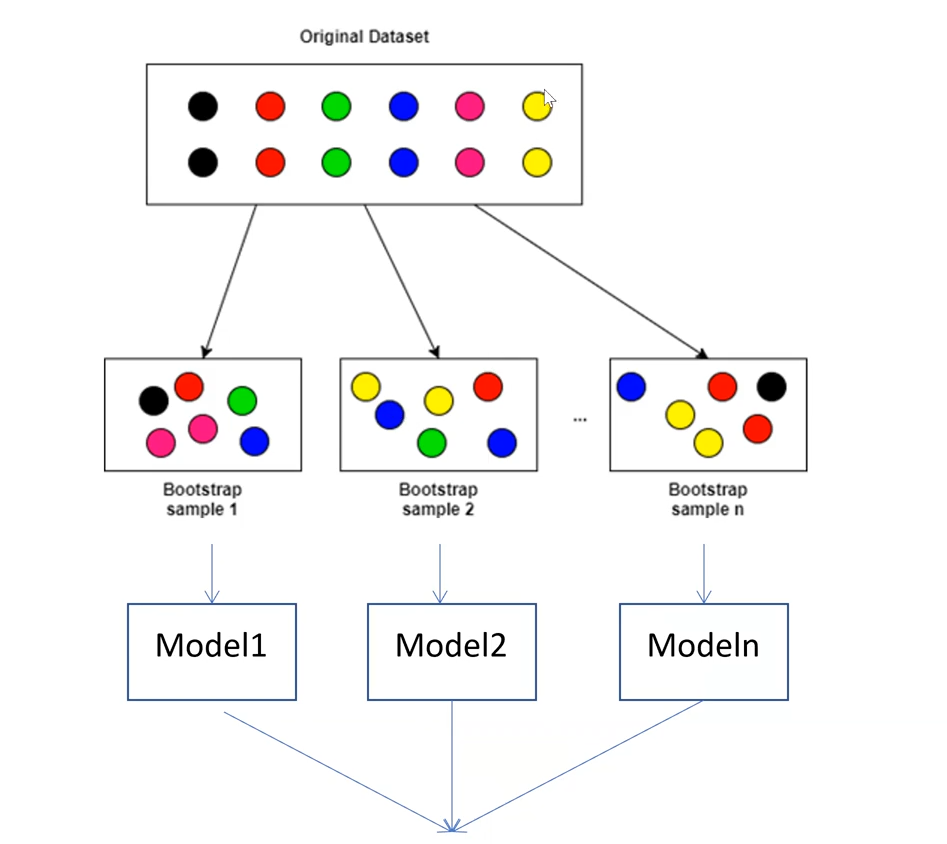 Original Dataset
...
Bootstrap
sample 1
Bootstrap
sample 2
Bootstrap
sample n
Model1
Model2
Modeln